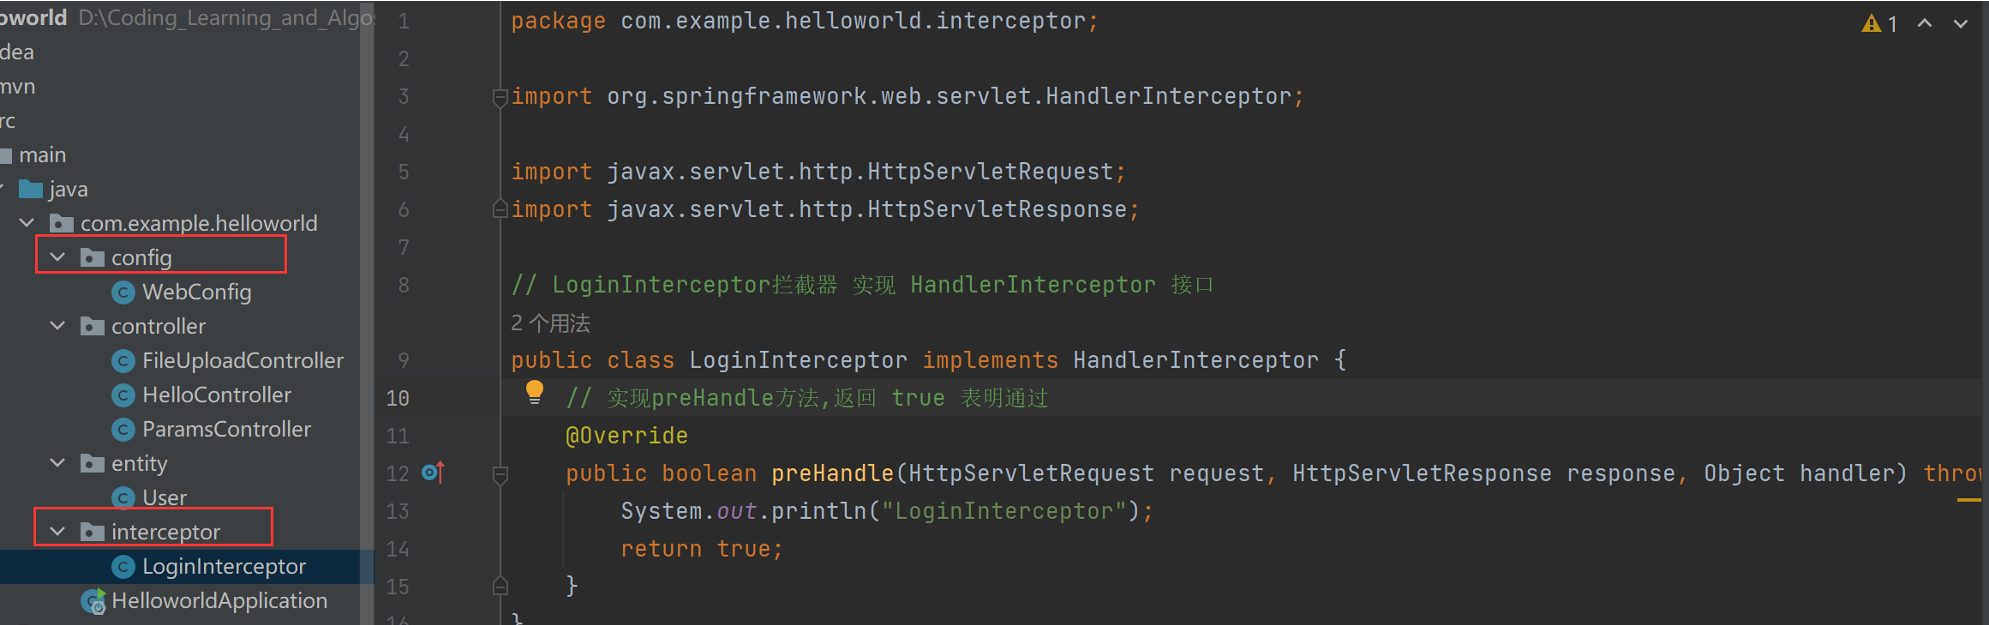 oworld D:\Coding_Learning_and_Algo
dea
mvn
rc
main
java
com.example.helloworld
config
WebConfig
controller
FileUploadController
HelloController
ParamsController
entity
User
interceptor
LoginInterceptor
HelloworldApplication
1 package com.example.helloworld.interceptor;
2
3 import org.springframework.web.servlet.HandlerInterceptor;
4
5 import javax.servlet.http.HttpServletRequest;
6 import javax.servlet.http.HttpServletResponse;
7
8 // LoginInterceptor拦截器 实现 HandlerInterceptor 接口
2 个用法
9 public class LoginInterceptor implements HandlerInterceptor {
10 // 实现preHandle方法,返回 true 表明通过
11 @Override
12 public boolean preHandle(HttpServletRequest request, HttpServletResponse response, Object handler) throw
13 System.out.println("LoginInterceptor");
14 return true;
15 }
16 }
1